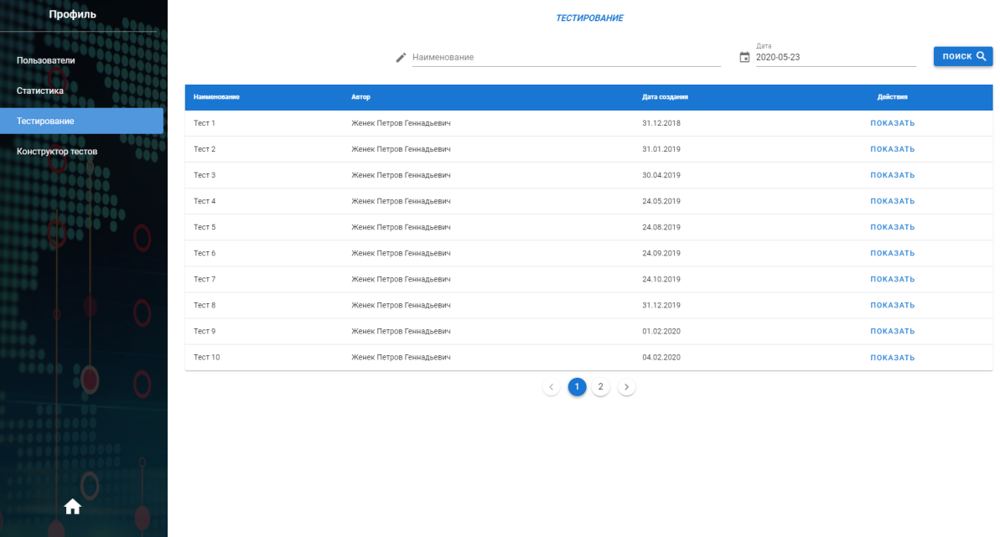 Профиль
Пользователи
Статистика
Тестирование
Конструктор тестов
ТЕСТИРОВАНИЕ
Наименование
Дата
2020-05-23
ПОИСК
Наименование Автор Дата создания Действия
Тест 1 Женек Петров Геннадьевич 31.12.2018 ПОКАЗАТЬ
Тест 2 Женек Петров Геннадьевич 31.01.2019 ПОКАЗАТЬ
Тест 3 Женек Петров Геннадьевич 30.04.2019 ПОКАЗАТЬ
Тест 4 Женек Петров Геннадьевич 24.05.2019 ПОКАЗАТЬ
Тест 5 Женек Петров Геннадьевич 24.08.2019 ПОКАЗАТЬ
Тест 6 Женек Петров Геннадьевич 24.09.2019 ПОКАЗАТЬ
Тест 7 Женек Петров Геннадьевич 24.10.2019 ПОКАЗАТЬ
Тест 8 Женек Петров Геннадьевич 31.12.2019 ПОКАЗАТЬ
Тест 9 Женек Петров Геннадьевич 01.02.2020 ПОКАЗАТЬ
Тест 10 Женек Петров Геннадьевич 04.02.2020 ПОКАЗАТЬ
1 2